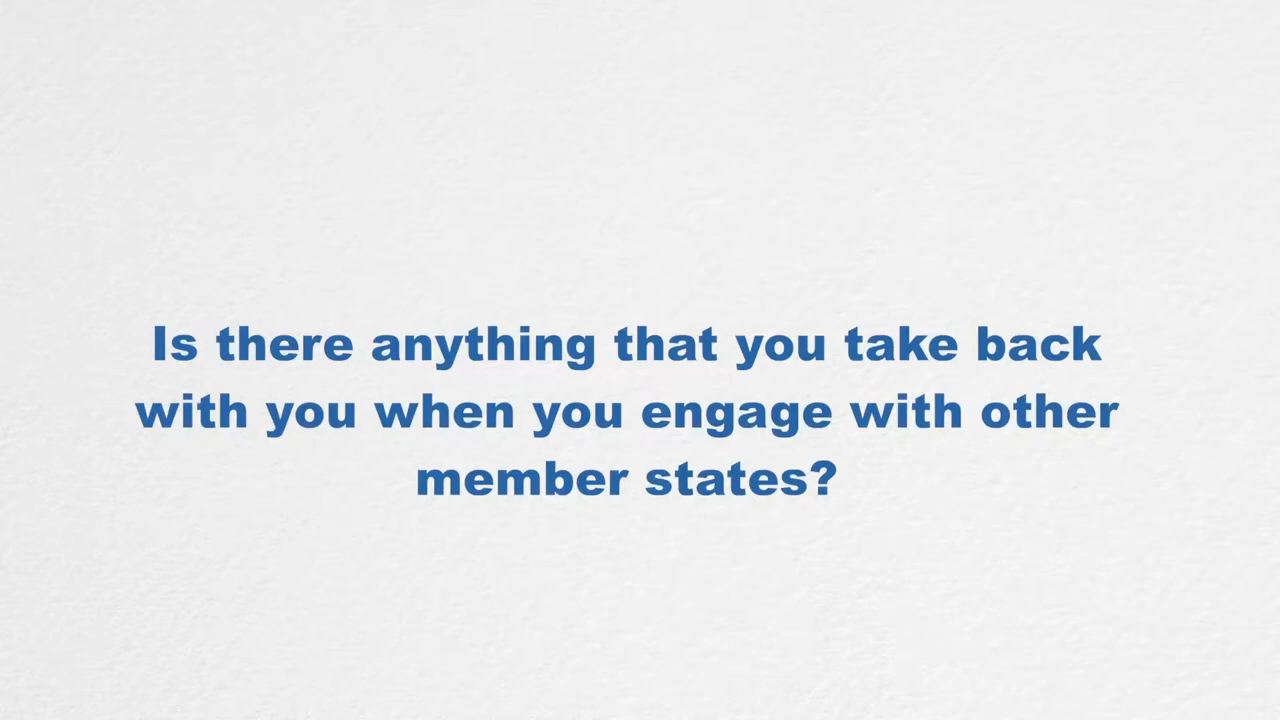 Is there anything that you take back
with you when you engage with other
member states?